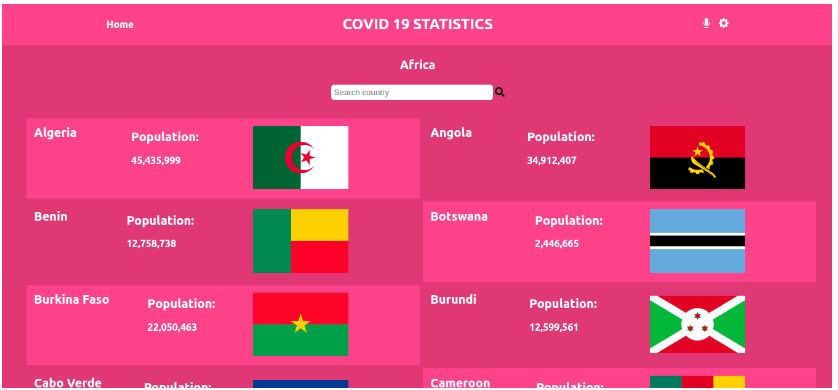 Home
COVID 19 STATISTICS
Africa
Search country
Algeria
Population:
45,435,999
Angola
Population:
34,912,407
Benin
Population:
12,758,738
Botswana
Population:
2,446,665
Burkina Faso
Population:
22,050,463
Burundi
Population:
12,599,561
Cabo Verde
Population:
Cameroon
Population: